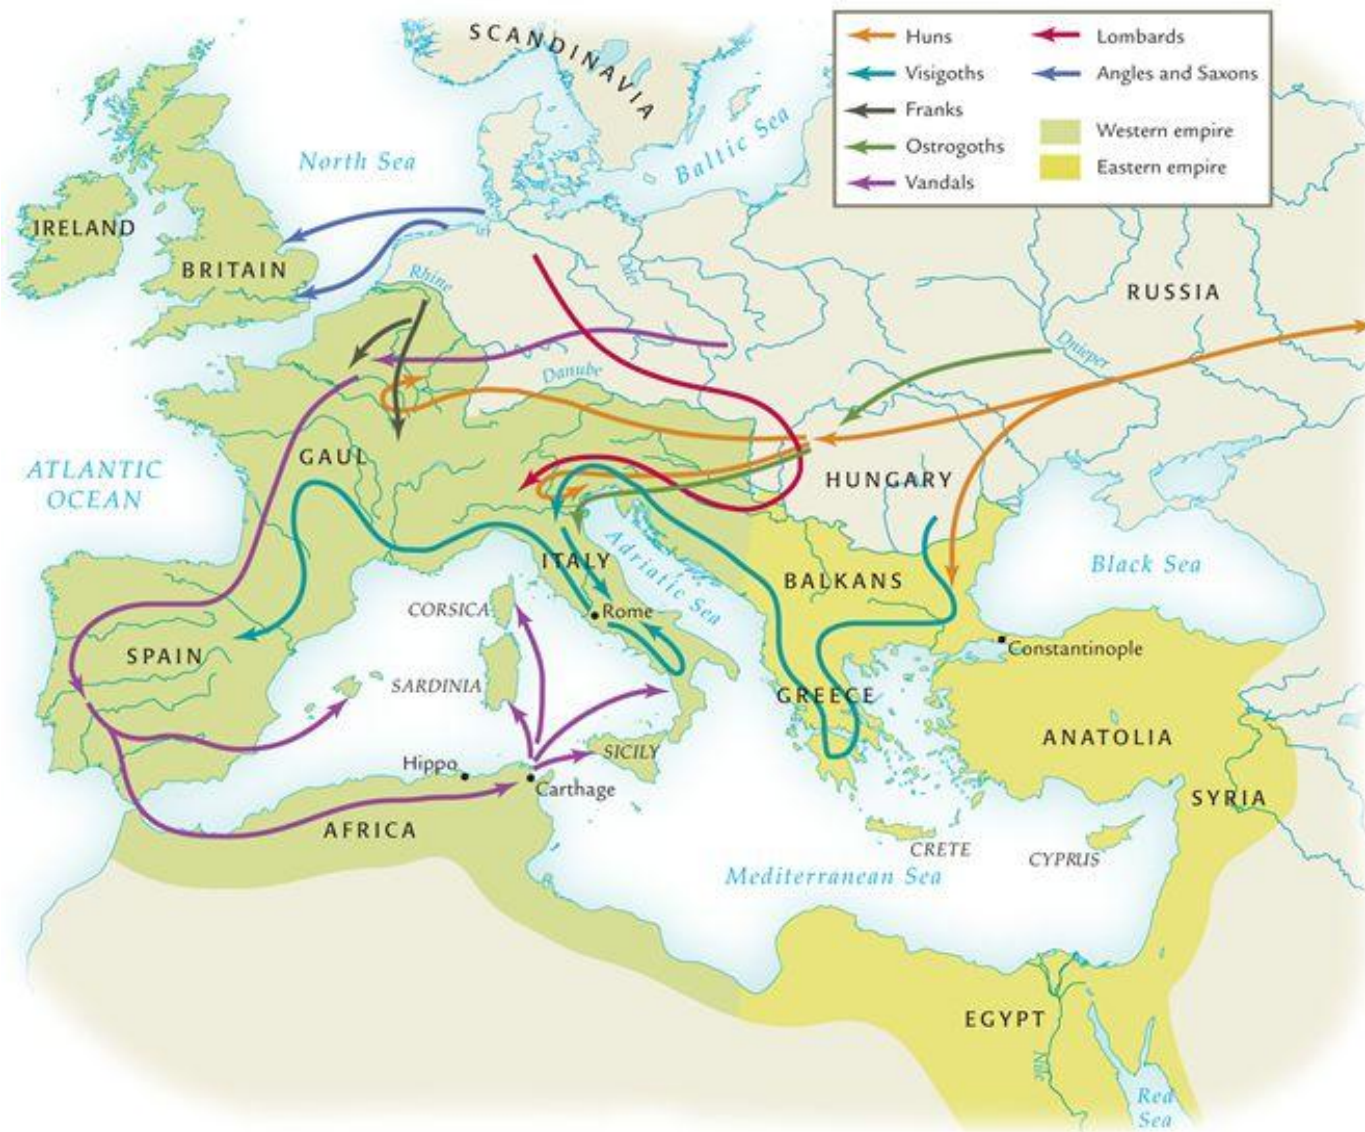 SCANDINAVIA
Huns
Visigoths
Franks
Ostrogoths
Vandals
Lombards
Angles and Saxons
Western empire
Eastern empire
North Sea
Baltic Sea
IRELAND
BRITAIN
Rhine
Oder
RUSSIA
Dnieper
Danube
ATLANTIC
OCEAN
GAUL
HUNGARY
ITALY
Adriatic Sea
BALKANS
Black Sea
CORSICA
Rome
Constantinople
SPAIN
SARDINIA
GREECE
ANATOLIA
Hippo
SICILY
Carthage
SYRIA
AFRICA
CRETE
CYPRUS
Mediterranean Sea
EGYPT
Nile
Red
Sea